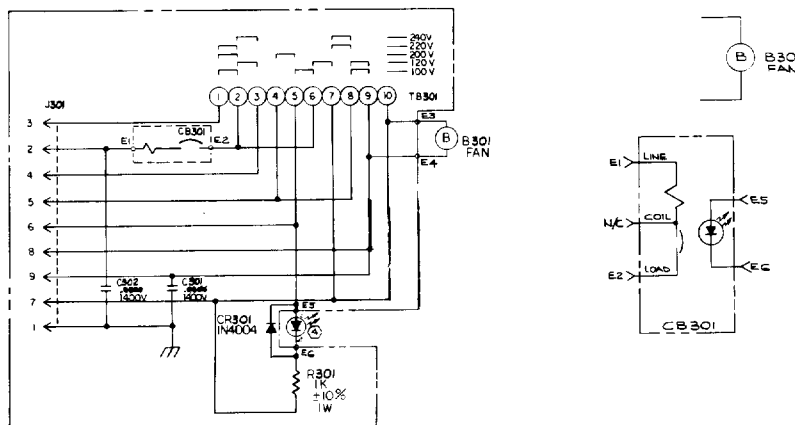 240V
220V
200V
120V
100V
1 2 3 4 5 6 7 8 9 10 TB301
J301
3
2
4
5
6
8
9
7
1
E1 CB301 E2
E3
B B301
FAN
E4
C302
1400V
C301
1400V
CR301
1N4004
E5
4
E6
R301
1K
±10%
1W
B B30
FAN
E1 LINE
N/C COIL
E2 LOAD
E5
E6
CB301